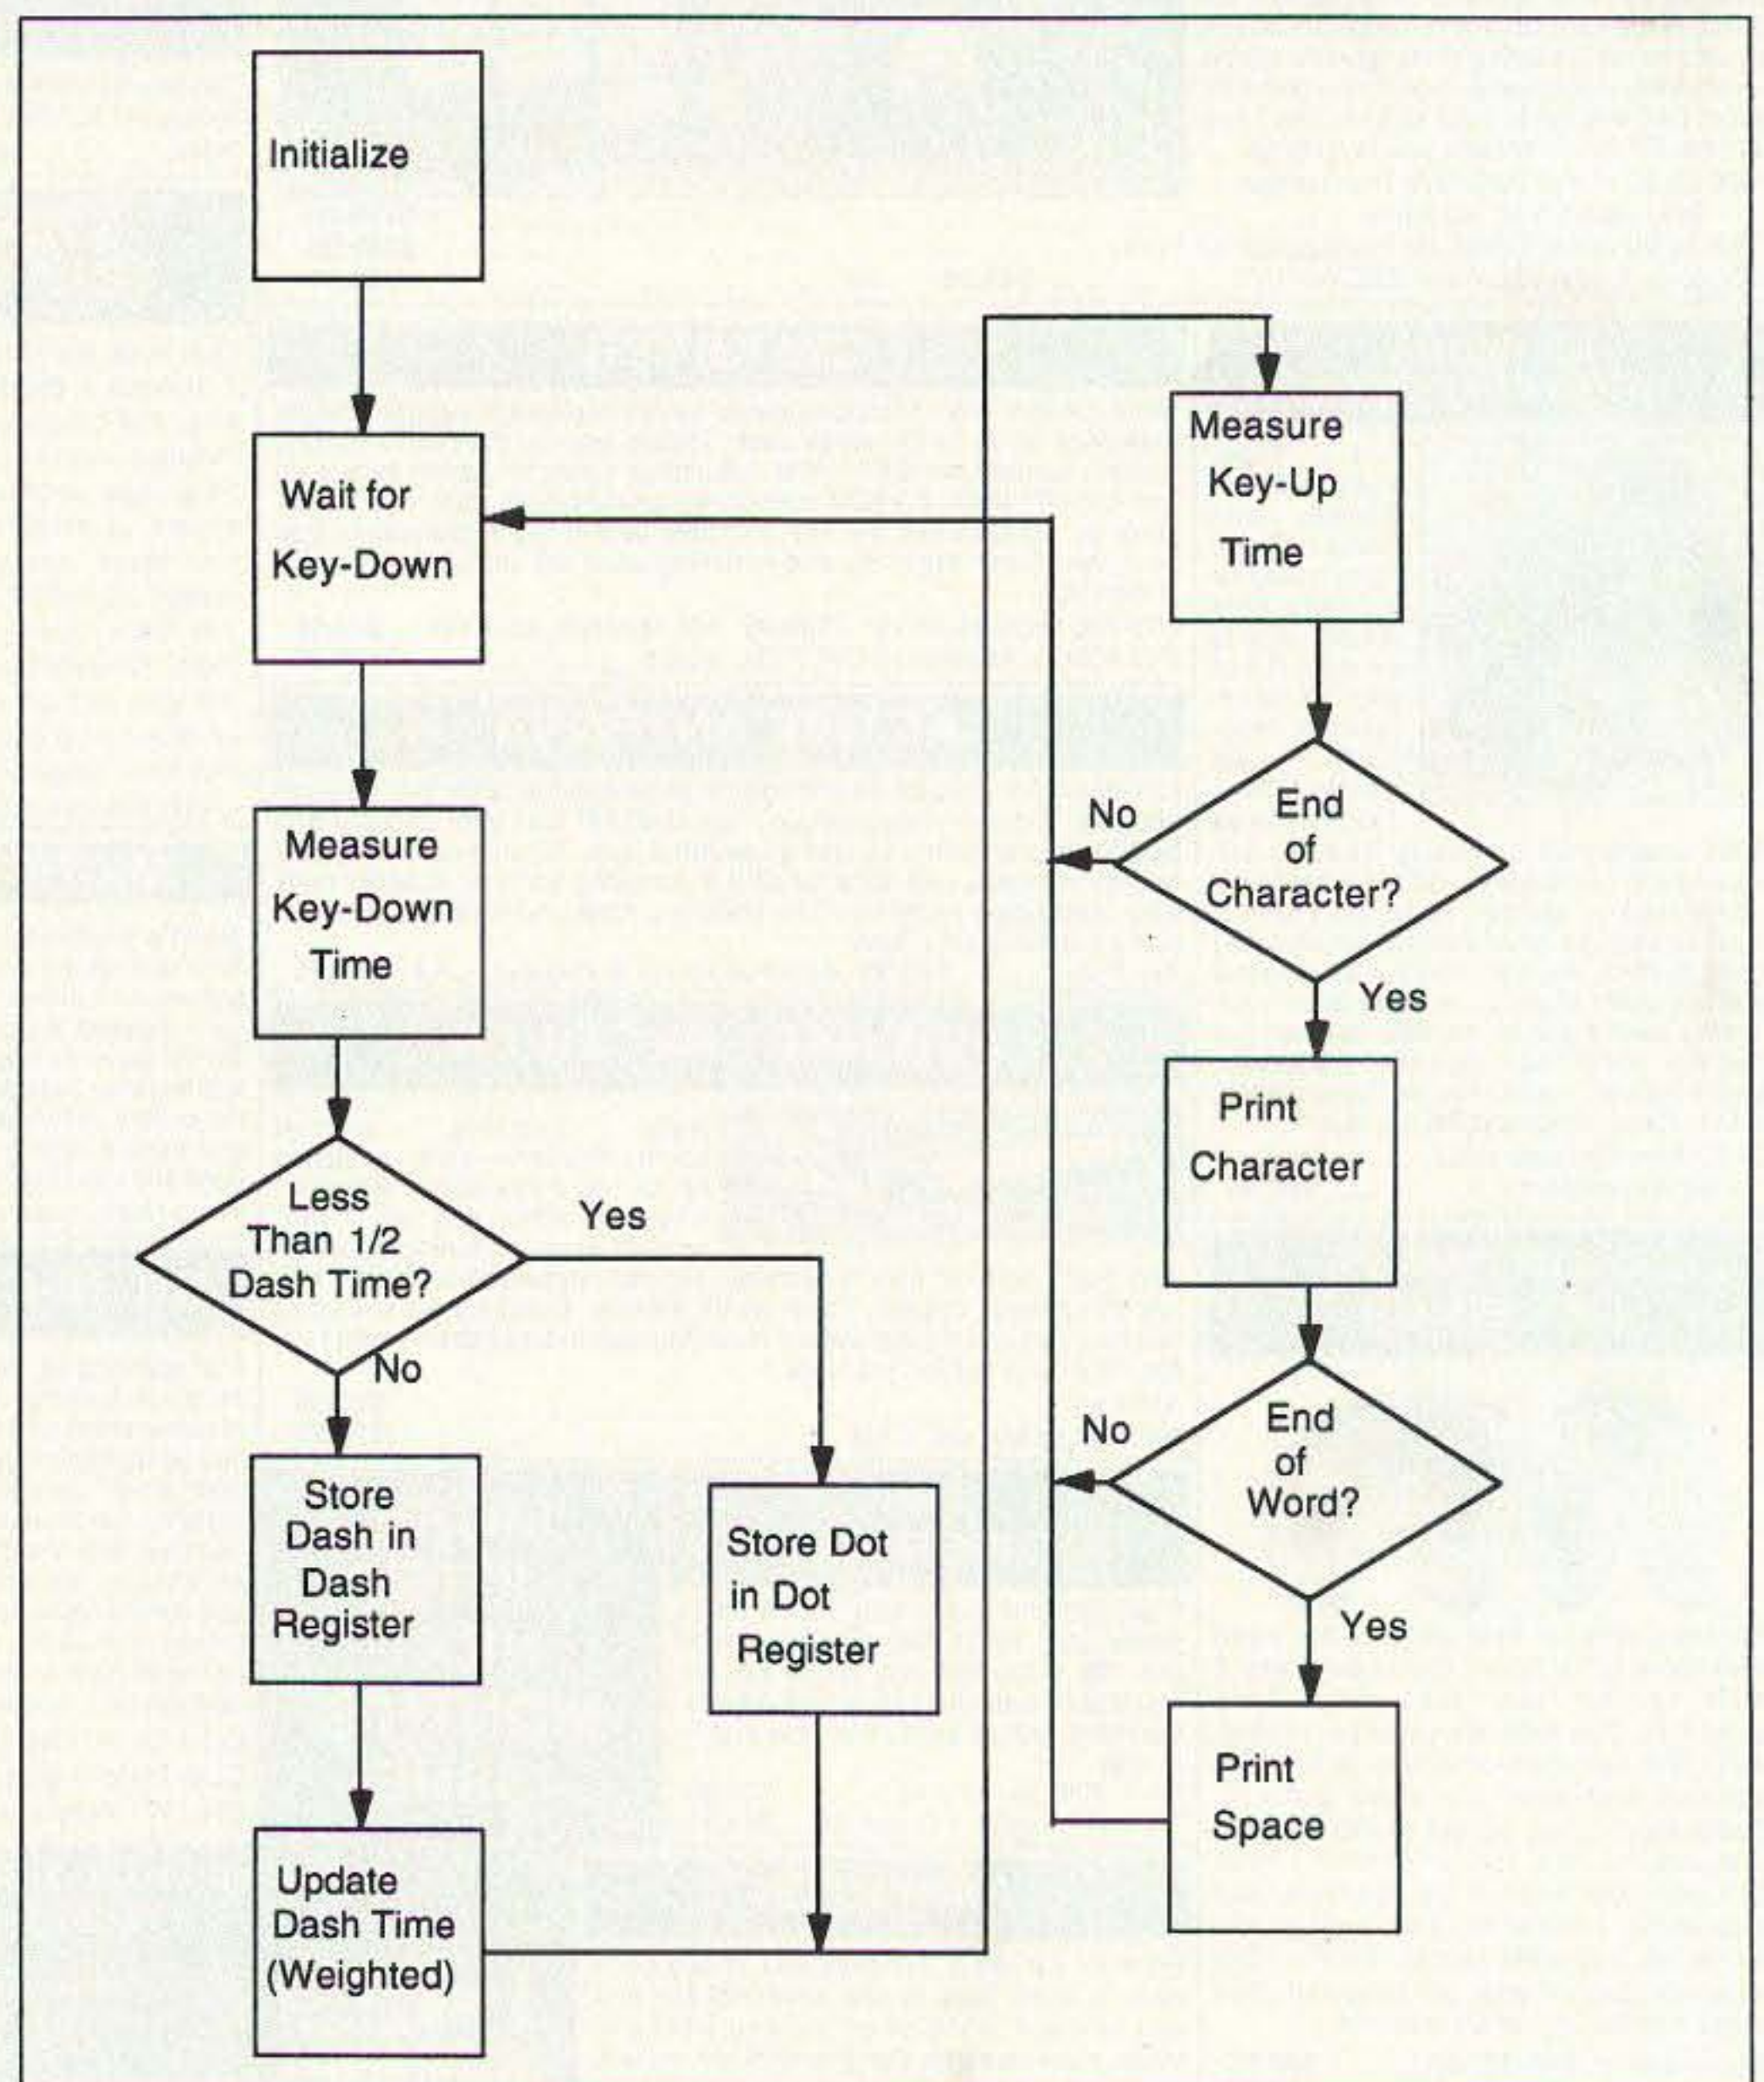 Initialize
Wait for
Key-Down
Measure
Key-Down
Time
Less
Than 1/2
Dash Time?
Yes
No
Store
Dash in
Dash
Register
Store Dot
in Dot
Register
Update
Dash Time
(Weighted)
Measure
Key-Up
Time
End
of
Character?
No
Yes
Print
Character
End
of
Word?
No
Yes
Print
Space